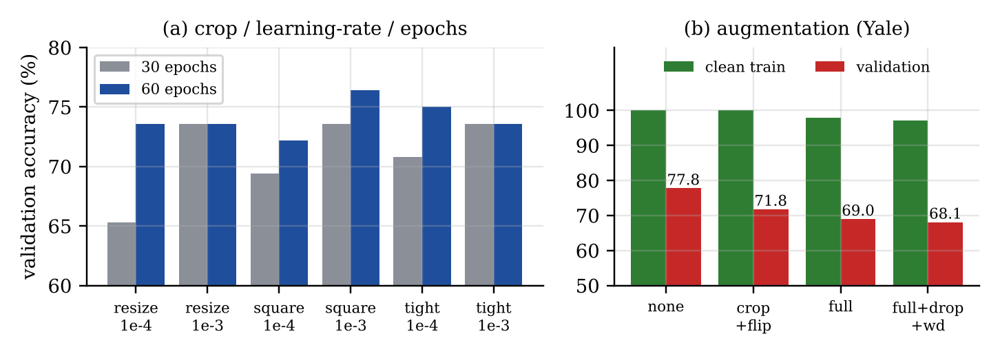 (a) crop / learning-rate / epochs
validation accuracy (%)
80
75
70
65
60
30 epochs
60 epochs
resize
1e-4
resize
1e-3
square
1e-4
square
1e-3
tight
1e-4
tight
1e-3
(b) augmentation (Yale)
clean train
validation
100
90
80
70
60
50
77.8
71.8
69.0
68.1
none
crop
+flip
full
full+drop
+wd